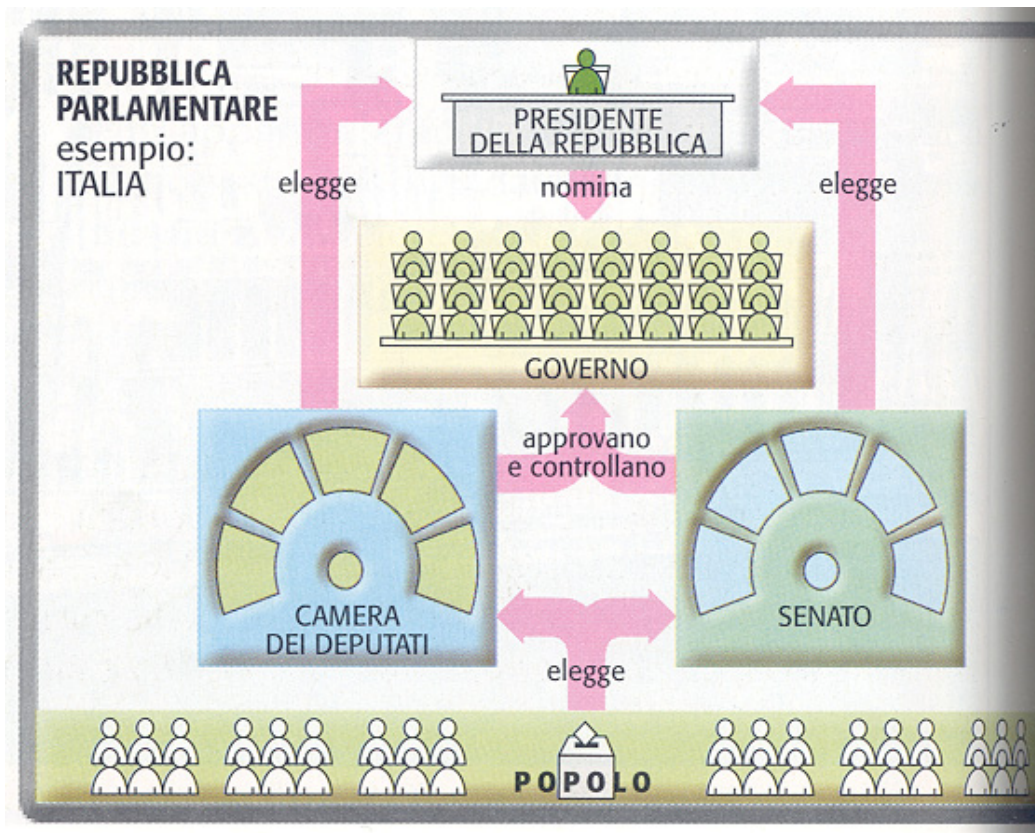 REPUBBLICA
PARLAMENTARE
esempio:
ITALIA
PRESIDENTE
DELLA REPUBBLICA
elegge
nomina
elegge
GOVERNO
approvano
e controllano
CAMERA
DEI DEPUTATI
SENATO
elegge
POPOLO